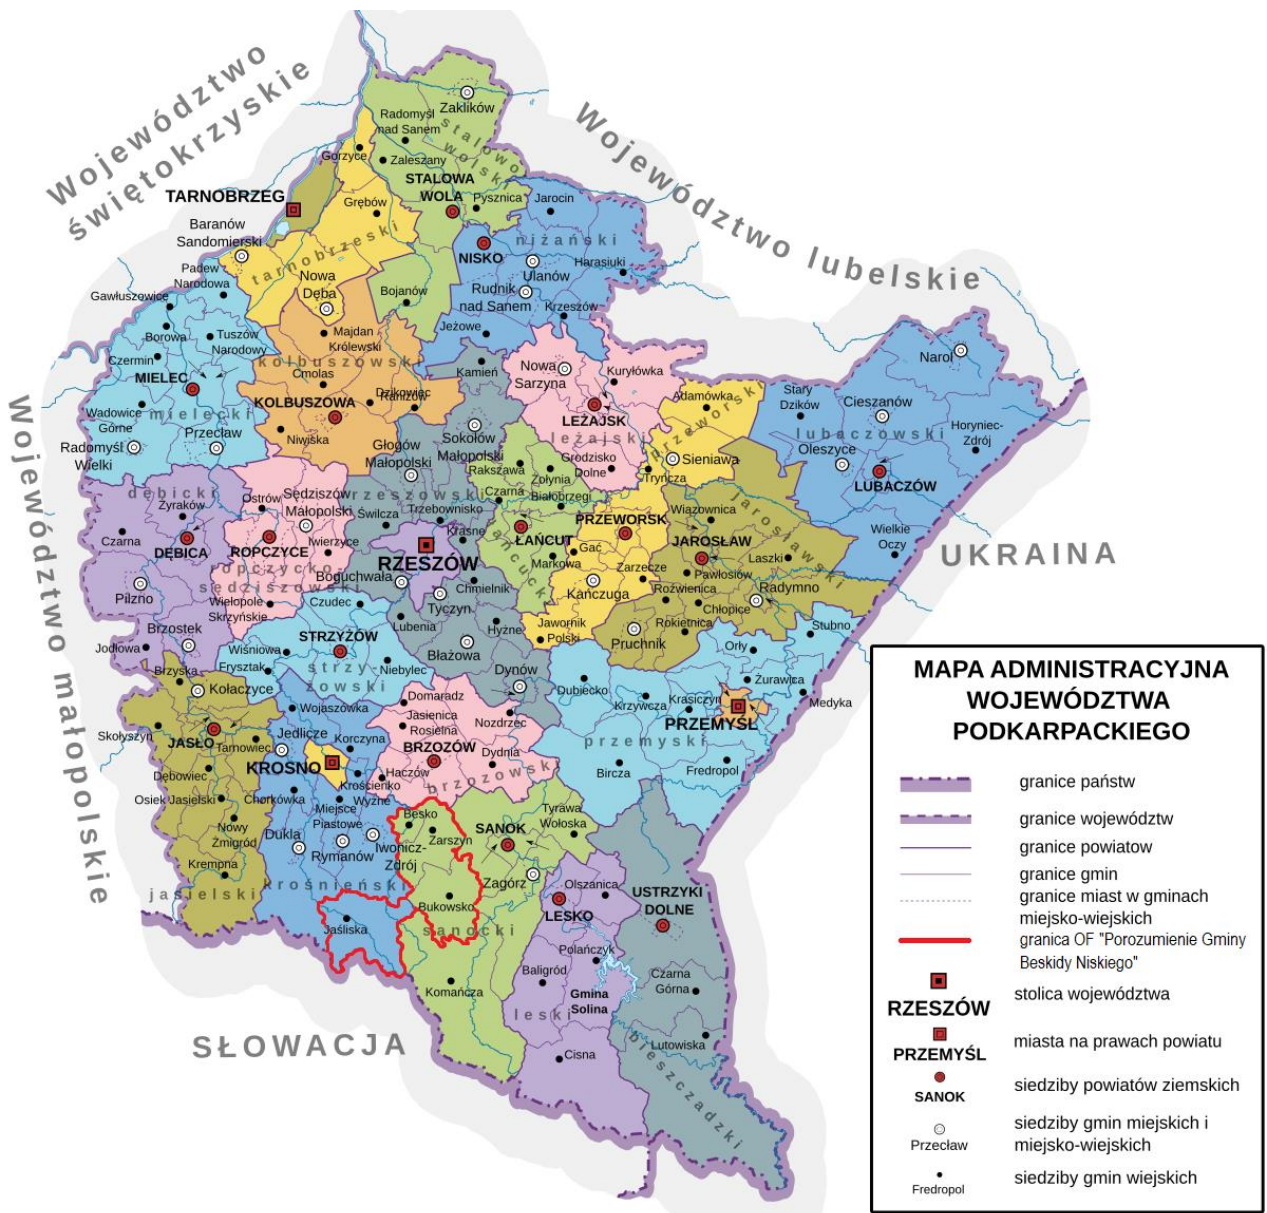 Województwo
świętokrzyskie
Województwo lubelskie
Województwo małopolskie
UKRAINA
SŁOWACJA
Zaklików
Radomyśl
nad Sanem
stalowo-
wolski
Gorzyce
Zaleszany
STALOWA
WOLA
Pysznica
Jarocin
TARNOBRZEG
Grębów
Baranów
Sandomierski
tarnobrzeski
niżański
NISKO
Harasiuki
Ulanów
Rudnik
nad Sanem
Padew
Narodowa
Nowa
Dęba
Bojanów
Gawłuszewice
Krzeszów
Borowa
Tuszów
Narodowy
Majdan
Królewski
Jeżowe
Czermin
kolbuszowski
Kamień
Nowa
Sarzyna
Kuryłówka
Narol
MIELEC
Cmolas
Dzikowiec
Raniżów
KOLBUSZOWA
LEŻAJSK
Adamówka
Stary
Dzików
Cieszanów
Wadowice
Górne
mielecki
Przecław
Niwiska
Radomyśl
Wielki
Głogów
Małopolski
Sokołów
Małopolski
leżajski
przeworski
lubaczowski
Horyniec-
Zdrój
Oleszyce
Grodzisko
Dolne
Sieniawa
Rakszawa
Żołynia
Tryńcza
LUBACZÓW
dębicki
Ostrów
Sędziszów
Małopolski
rzeszowski
Czarna
Białobrzegi
Żyraków
Trzebownisko
Świlcza
Krasne
PRZEWORSK
Wiązownica
jarosławski
Czarna
DĘBICA
ROPCZYCE
Iwierzyce
RZESZÓW
ŁAŃCUT
Gać
JAROSŁAW
Wielkie
Oczy
Laszki
ropczycko-
sędziszowski
Boguchwała
Markowa
łańcucki
Zarzecze
Pawłosiów
Pilzno
Chmielnik
Kańczuga
Roźwienica
Radymno
Wielopole
Skrzyńskie
Czudec
Tyczyn
Chłopice
Brzostek
Lubenia
Hyżne
Jawornik
Polski
Rokietnica
Stubno
STRZYŻÓW
Pruchnik
Jodłowa
Wiśniowa
Błażowa
Orły
Brzyska
Frysztak
strzy-
żowski
Niebylec
Dynów
Żurawica
Kołaczyce
Dubiecko
Krasiczyn
Medyka
Domaradz
Krzywcza
PRZEMYŚL
Wojaszówka
Jasienica
Rosielna
Nozdrzec
Skołyszyn
JASŁO
Jedlicze
Korczyna
przemyski
Tarnowiec
BRZOZÓW
Dydnia
KROSNO
Haczów
brzozowski
Bircza
Fredropol
Dębowiec
Krościenko
Wyżne
Osiek Jasielski
Chorkówka
Miejsce
Piastowe
Besko
Tyrawa
Wołoska
Nowy
Żmigród
Dukla
Rymanów
Iwonicz-
Zdrój
Zarszyn
SANOK
Krempna
Zagórz
Olszanica
USTRZYKI
DOLNE
jasielski
krośnieński
Bukowsko
LESKO
Jaśliska
sanocki
Polańczyk
Baligród
Czarna
Górna
Komańcza
Gmina
Solina
leski
Lutowiska
Cisna
bieszczadzki
MAPA ADMINISTRACYJNA
WOJEWÓDZTWA
PODKARPACKIEGO
granice państw
granice województw
granice powiatow
granice gmin
granice miast w gminach
miejsko-wiejskich
granica OF "Porozumienie Gminy
Beskidy Niskiego"
RZESZÓW
stolica województwa
PRZEMYŚL
miasta na prawach powiatu
SANOK
siedziby powiatów ziemskich
Przecław
siedziby gmin miejskich i
miejsko-wiejskich
Fredropol
siedziby gmin wiejskich